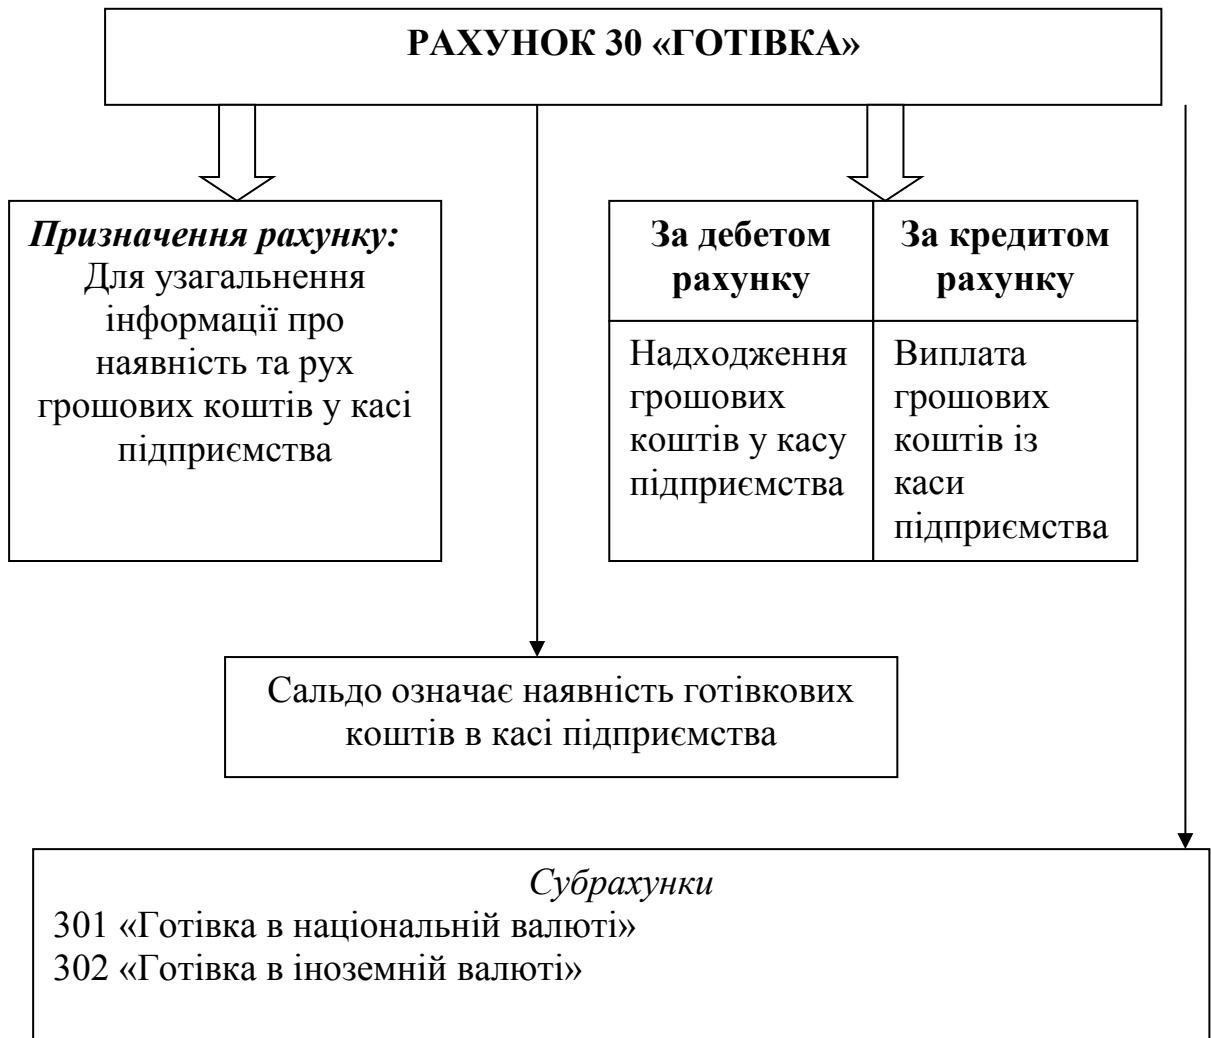 РАХУНОК 30 «ГОТІВКА»
Призначення рахунку:
Для узагальнення
інформації про
наявність та рух
грошових коштів у касі
підприємства
За дебетом
рахунку
За кредитом
рахунку
Надходження
грошових
коштів у касу
підприємства
Виплата
грошових
коштів із
каси
підприємства
Сальдо означає наявність готівкових
коштів в касі підприємства
Субрахунки
301 «Готівка в національній валюті»
302 «Готівка в іноземній валюті»